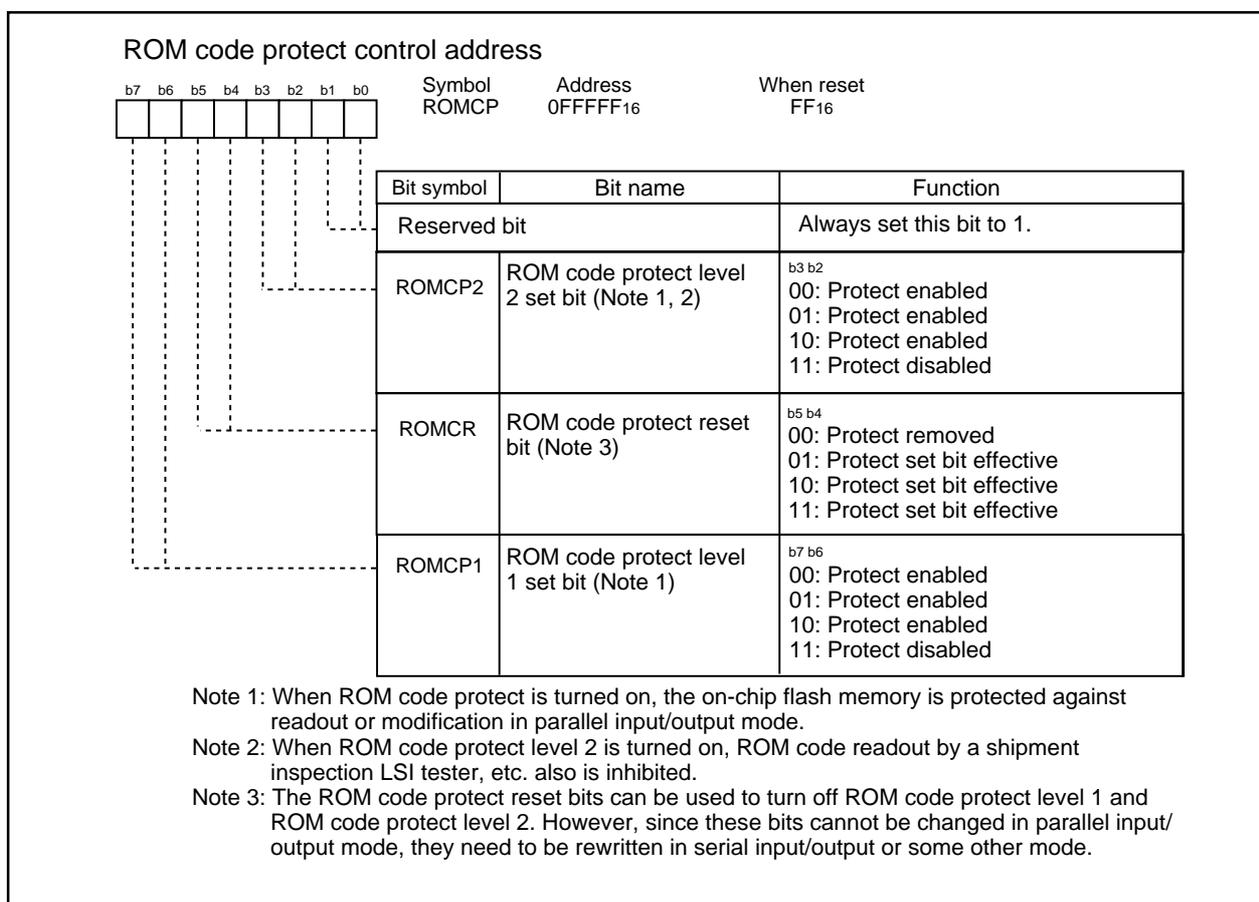 ROM code protect control address
b7 b6 b5 b4 b3 b2 b1 b0
Symbol Address When reset
ROMCP 0FFFFF16 FF16
Bit symbol Bit name Function
Reserved bit Always set this bit to 1.
ROMCP2
ROM code protect level
2 set bit (Note 1, 2)
b3 b2
00: Protect enabled
01: Protect enabled
10: Protect enabled
11: Protect disabled
ROMCR
ROM code protect reset
bit (Note 3)
b5 b4
00: Protect removed
01: Protect set bit effective
10: Protect set bit effective
11: Protect set bit effective
ROMCP1
ROM code protect level
1 set bit (Note 1)
b7 b6
00: Protect enabled
01: Protect enabled
10: Protect enabled
11: Protect disabled
Note 1: When ROM code protect is turned on, the on-chip flash memory is protected against
readout or modification in parallel input/output mode.
Note 2: When ROM code protect level 2 is turned on, ROM code readout by a shipment
inspection LSI tester, etc. also is inhibited.
Note 3: The ROM code protect reset bits can be used to turn off ROM code protect level 1 and
ROM code protect level 2. However, since these bits cannot be changed in parallel input/
output mode, they need to be rewritten in serial input/output or some other mode.